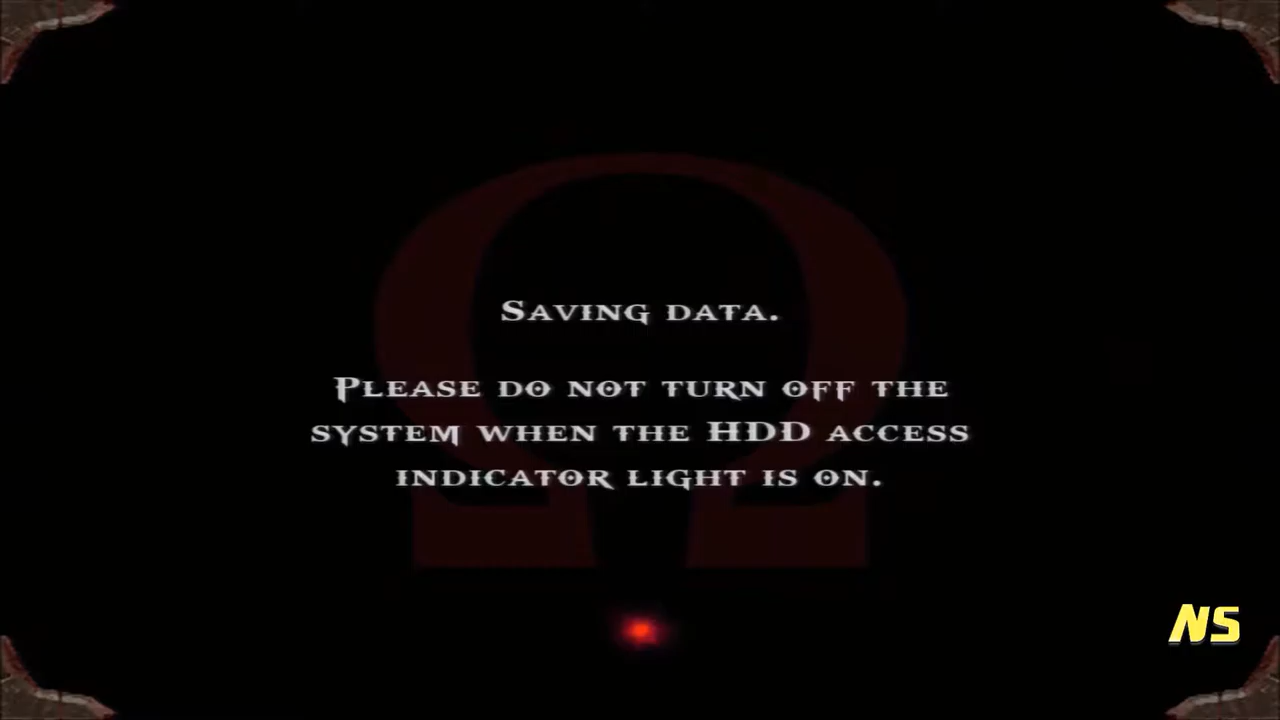 Saving data.
Please do not turn off the
system when the HDD access
indicator light is on.
NS